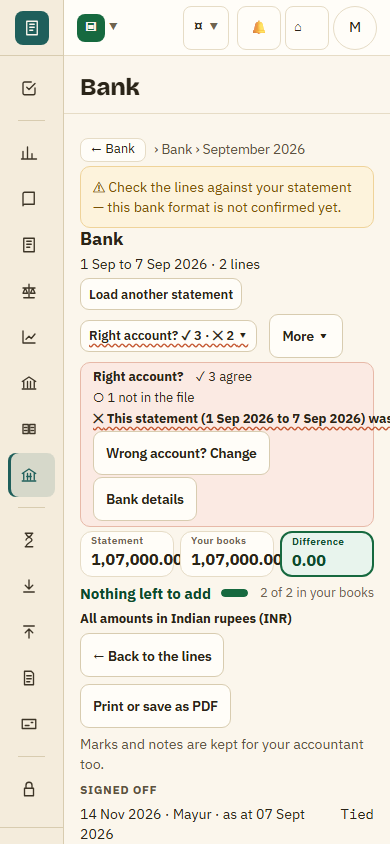 M
Bank
← Bank › Bank › September 2026
⚠ Check the lines against your statement
— this bank format is not confirmed yet.
Bank
1 Sep to 7 Sep 2026 · 2 lines
Load another statement
Right account? ✓ 3 · ✕ 2 ▾
More ▾
Right account? ✓ 3 agree
○ 1 not in the file
✕ This statement (1 Sep 2026 to 7 Sep 2026) was
Wrong account? Change
Bank details
Statement Your books Difference
1,07,000.00 1,07,000.00 0.00
Nothing left to add 2 of 2 in your books
All amounts in Indian rupees (INR)
← Back to the lines
Print or save as PDF
Marks and notes are kept for your accountant
too.
SIGNED OFF
14 Nov 2026 · Mayur · as at 07 Sept Tied
2026